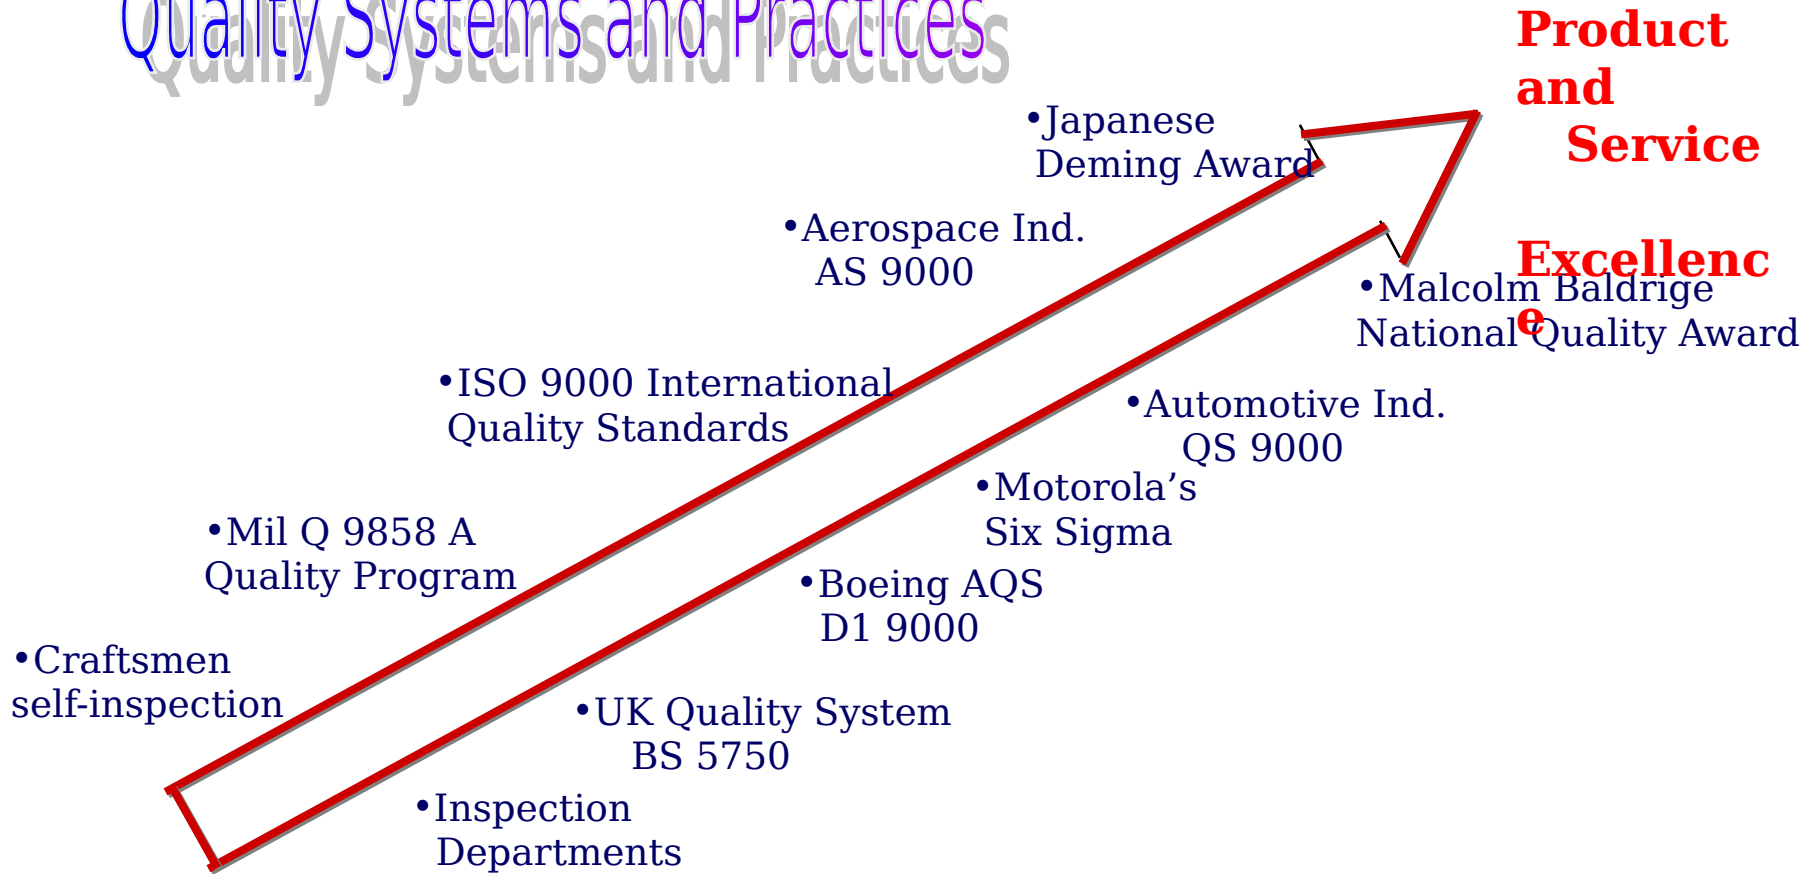 Quality Systems and Practices
Product
and
Service
Excellenc
e
•Japanese
Deming Award
•Aerospace Ind.
AS 9000
•Malcolm Baldrige
National Quality Award
•ISO 9000 International
Quality Standards
•Automotive Ind.
QS 9000
•Motorola’s
Six Sigma
•Mil Q 9858 A
Quality Program
•Boeing AQS
D1 9000
•Craftsmen
self-inspection
•UK Quality System
BS 5750
•Inspection
Departments